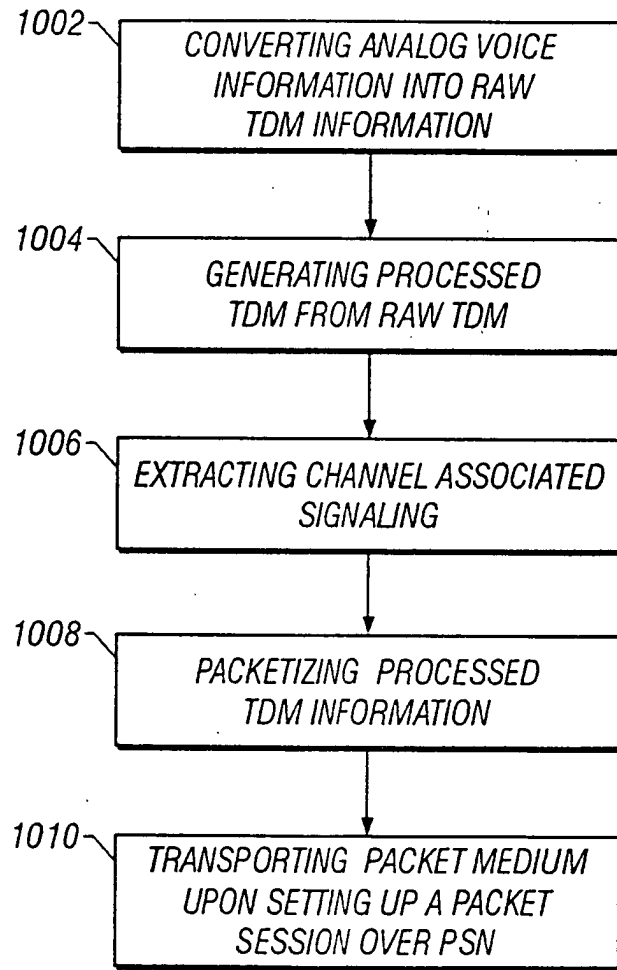 1002
CONVERTING ANALOG VOICE
INFORMATION INTO RAW
TDM INFORMATION
1004
GENERATING PROCESSED
TDM FROM RAW TDM
1006
EXTRACTING CHANNEL ASSOCIATED
SIGNALING
1008
PACKETIZING PROCESSED
TDM INFORMATION
1010
TRANSPORTING PACKET MEDIUM
UPON SETTING UP A PACKET
SESSION OVER PSN